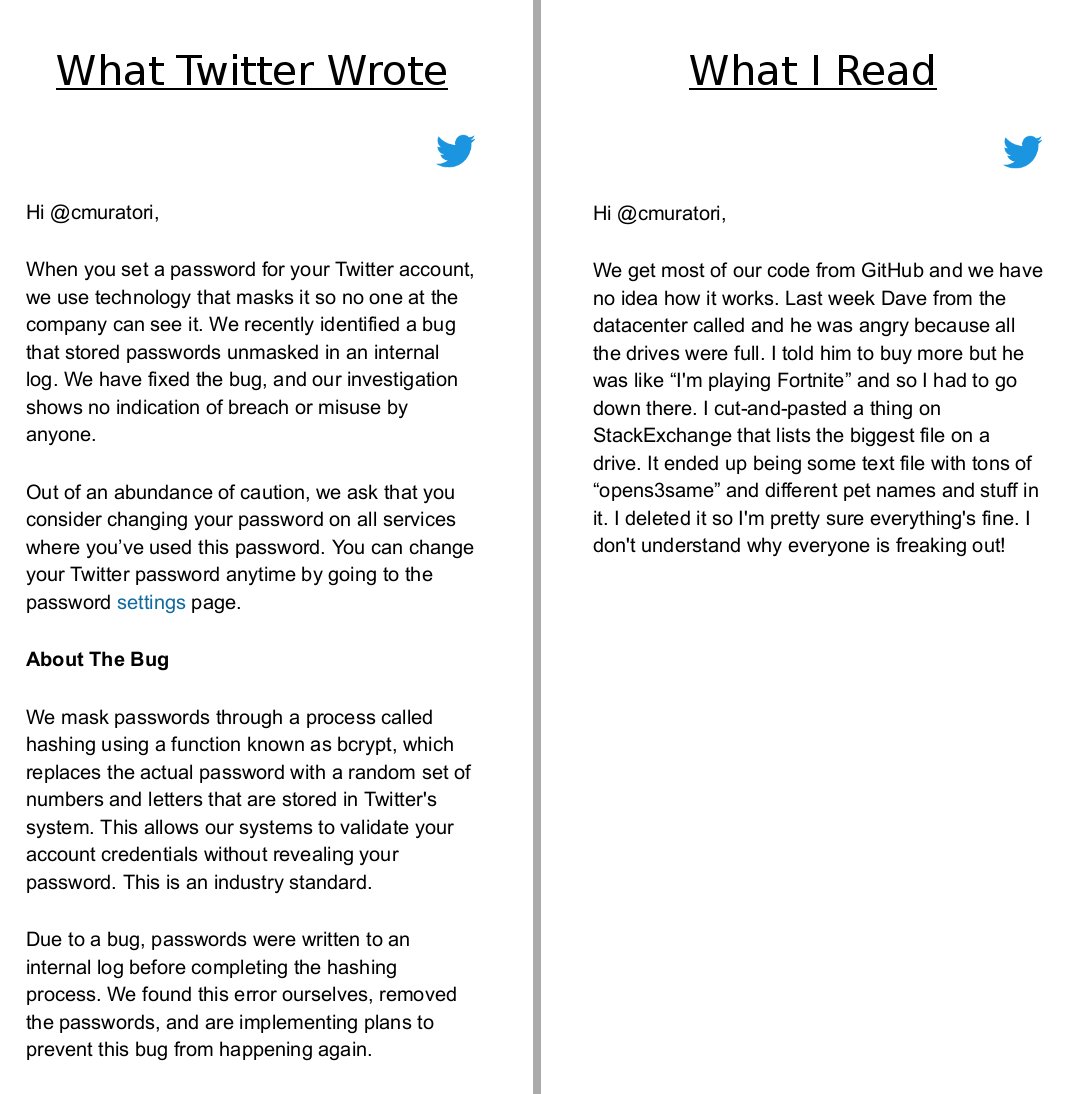 What Twitter Wrote
Hi @cmuratori,
When you set a password for your Twitter account,
we use technology that masks it so no one at the
company can see it. We recently identified a bug
that stored passwords unmasked in an internal
log. We have fixed the bug, and our investigation
shows no indication of breach or misuse by
anyone.
Out of an abundance of caution, we ask that you
consider changing your password on all services
where you’ve used this password. You can change
your Twitter password anytime by going to the
password settings page.
About The Bug
We mask passwords through a process called
hashing using a function known as bcrypt, which
replaces the actual password with a random set of
numbers and letters that are stored in Twitter's
system. This allows our systems to validate your
account credentials without revealing your
password. This is an industry standard.
Due to a bug, passwords were written to an
internal log before completing the hashing
process. We found this error ourselves, removed
the passwords, and are implementing plans to
prevent this bug from happening again.
What I Read
Hi @cmuratori,
We get most of our code from GitHub and we have
no idea how it works. Last week Dave from the
datacenter called and he was angry because all
the drives were full. I told him to buy more but he
was like “I'm playing Fortnite” and so I had to go
down there. I cut-and-pasted a thing on
StackExchange that lists the biggest file on a
drive. It ended up being some text file with tons of
“opens3same” and different pet names and stuff in
it. I deleted it so I'm pretty sure everything's fine. I
don't understand why everyone is freaking out!